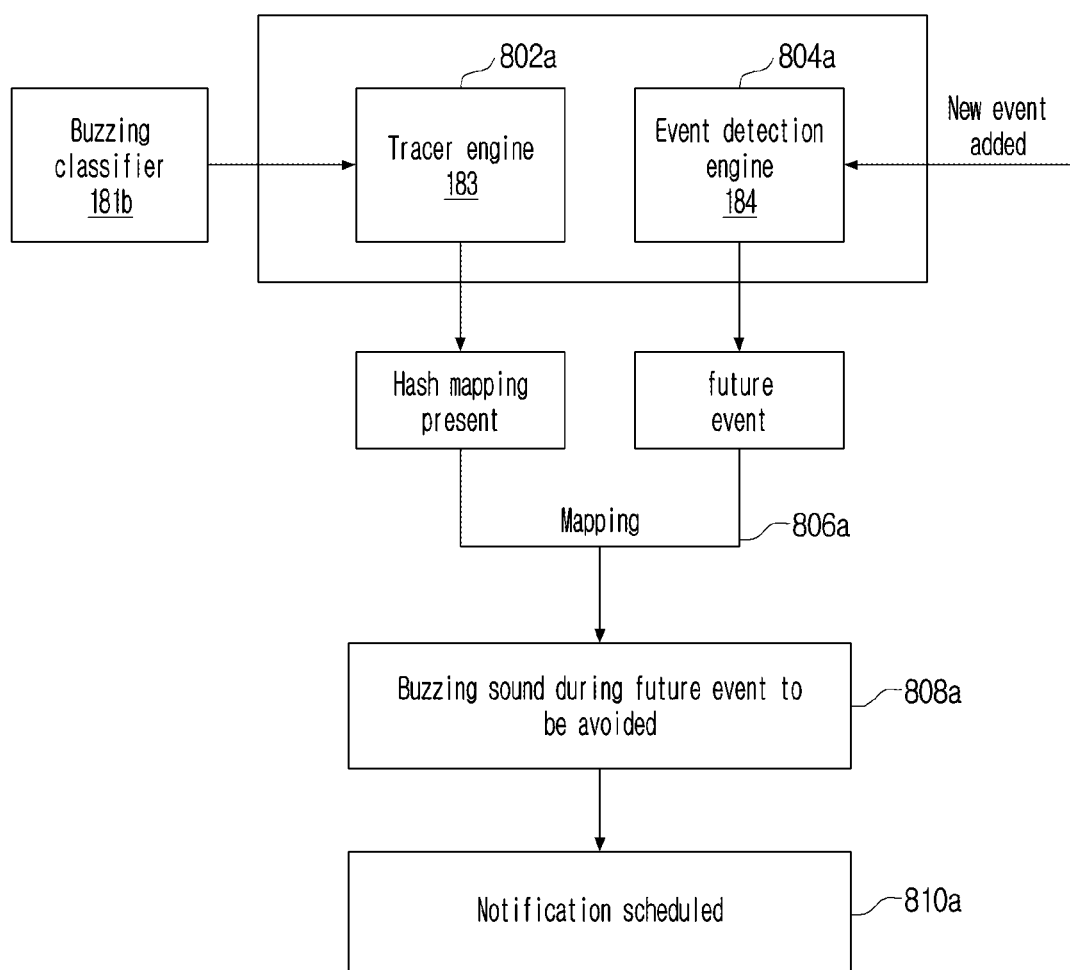 802a
804a
Buzzing
classifier
181b
Tracer engine
183
Event detection
engine
184
New event
added
Hash mapping
present
future
event
Mapping
806a
Buzzing sound during future event to
be avoided
808a
Notification scheduled
810a